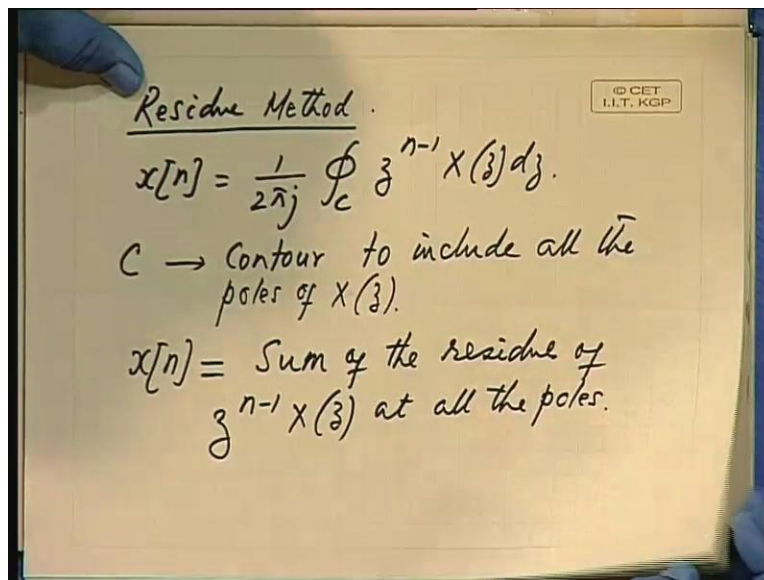 Residue Method.
© CET
I.I.T. KGP
x[n] = 1/2πj ∮_C z^{n-1} X(z) dz.
C → Contour to include all the
poles of X(z).
x[n] = Sum of the residue of
z^{n-1} X(z) at all the poles.